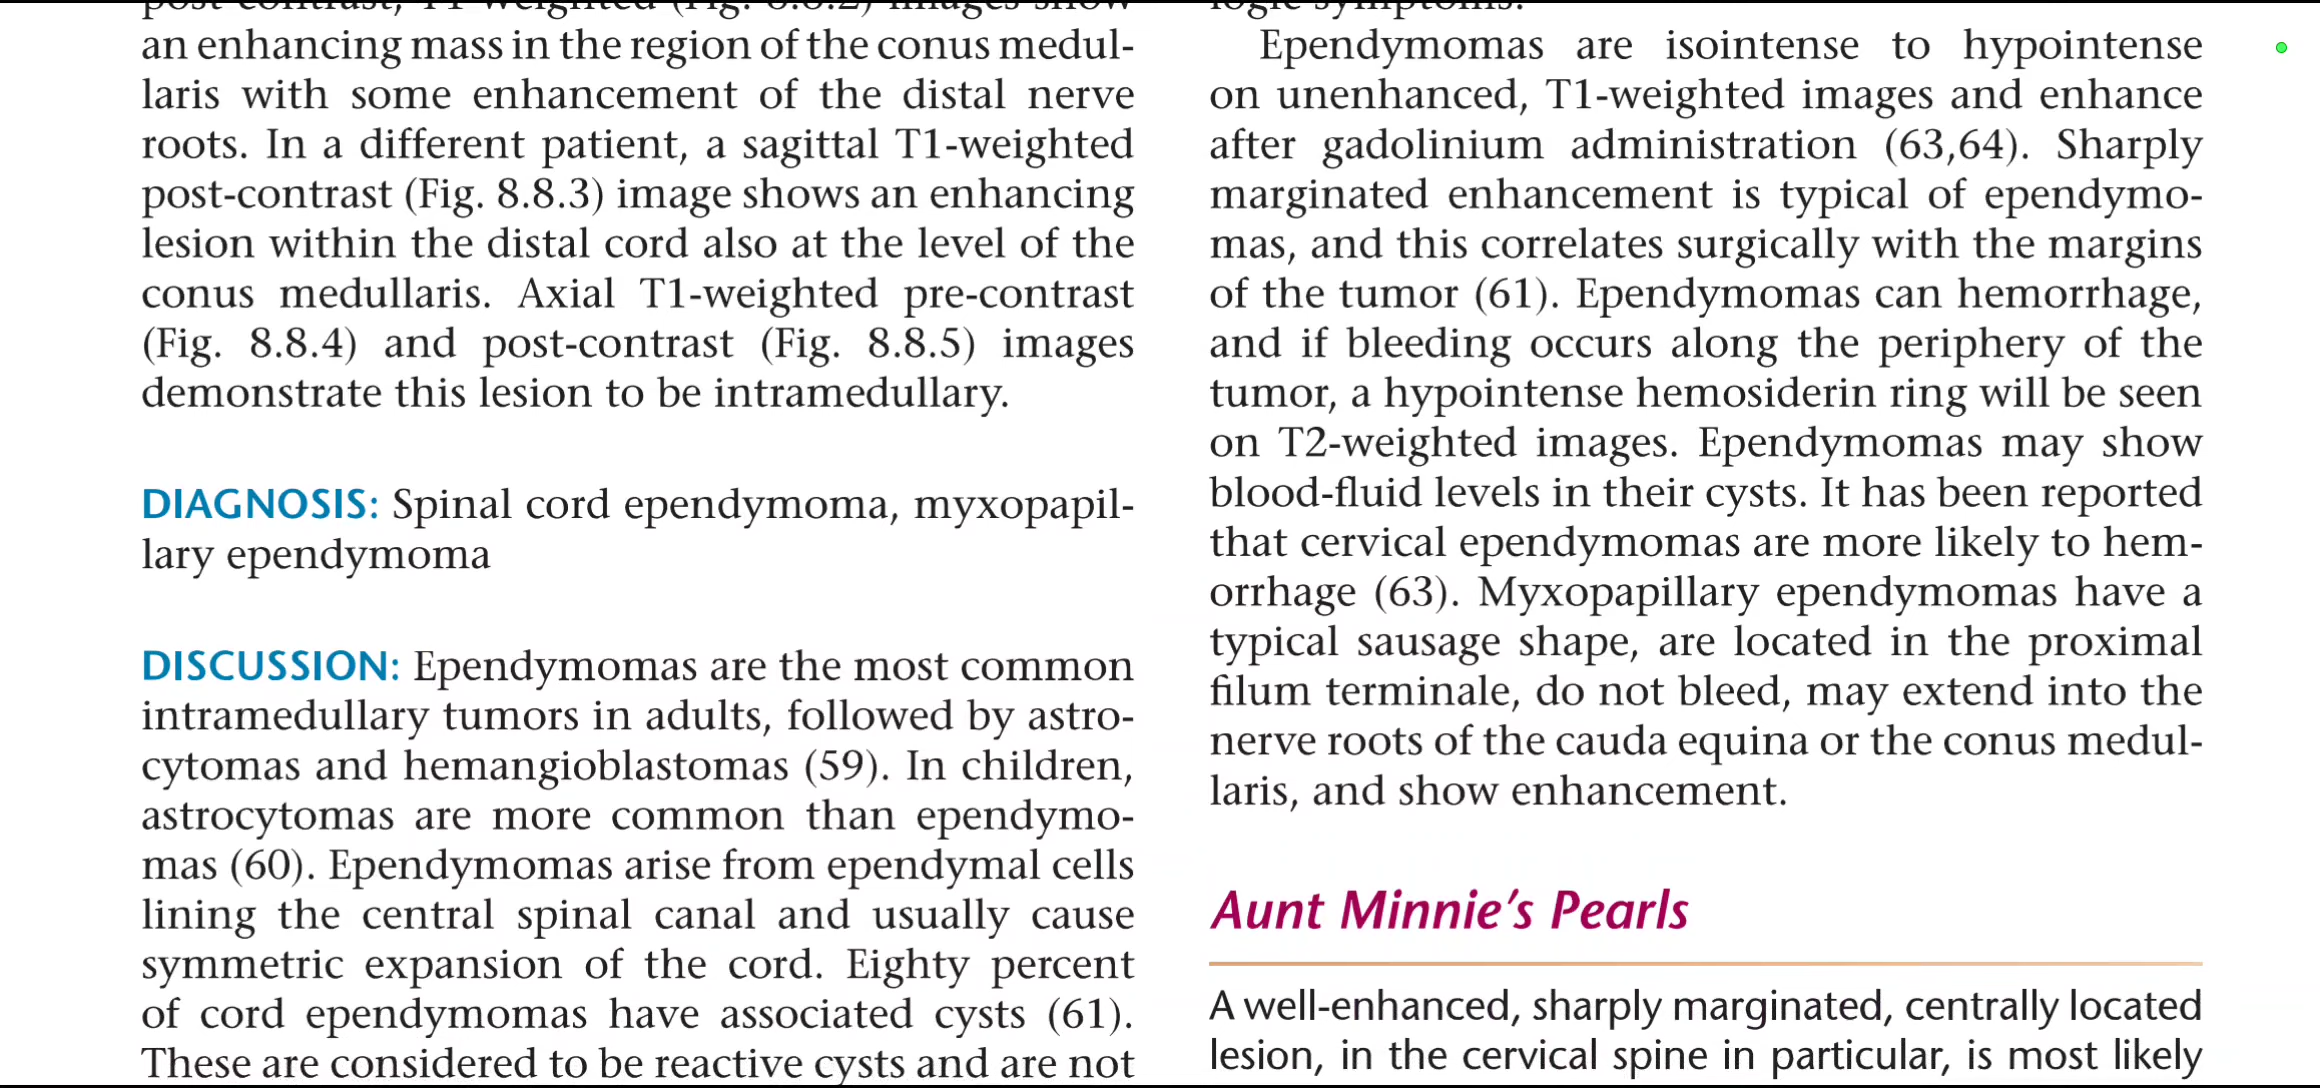 an enhancing mass in the region of the conus medul-
laris with some enhancement of the distal nerve
roots. In a different patient, a sagittal T1-weighted
post-contrast (Fig. 8.8.3) image shows an enhancing
lesion within the distal cord also at the level of the
conus medullaris. Axial T1-weighted pre-contrast
(Fig. 8.8.4) and post-contrast (Fig. 8.8.5) images
demonstrate this lesion to be intramedullary.
DIAGNOSIS: Spinal cord ependymoma, myxopapil-
lary ependymoma
DISCUSSION: Ependymomas are the most common
intramedullary tumors in adults, followed by astro-
cytomas and hemangioblastomas (59). In children,
astrocytomas are more common than ependymo-
mas (60). Ependymomas arise from ependymal cells
lining the central spinal canal and usually cause
symmetric expansion of the cord. Eighty percent
of cord ependymomas have associated cysts (61).
These are considered to be reactive cysts and are not
Ependymomas are isointense to hypointense
on unenhanced, T1-weighted images and enhance
after gadolinium administration (63,64). Sharply
marginated enhancement is typical of ependymo-
mas, and this correlates surgically with the margins
of the tumor (61). Ependymomas can hemorrhage,
and if bleeding occurs along the periphery of the
tumor, a hypointense hemosiderin ring will be seen
on T2-weighted images. Ependymomas may show
blood-fluid levels in their cysts. It has been reported
that cervical ependymomas are more likely to hem-
orrhage (63). Myxopapillary ependymomas have a
typical sausage shape, are located in the proximal
filum terminale, do not bleed, may extend into the
nerve roots of the cauda equina or the conus medul-
laris, and show enhancement.
Aunt Minnie's Pearls
A well-enhanced, sharply marginated, centrally located
lesion, in the cervical spine in particular, is most likely